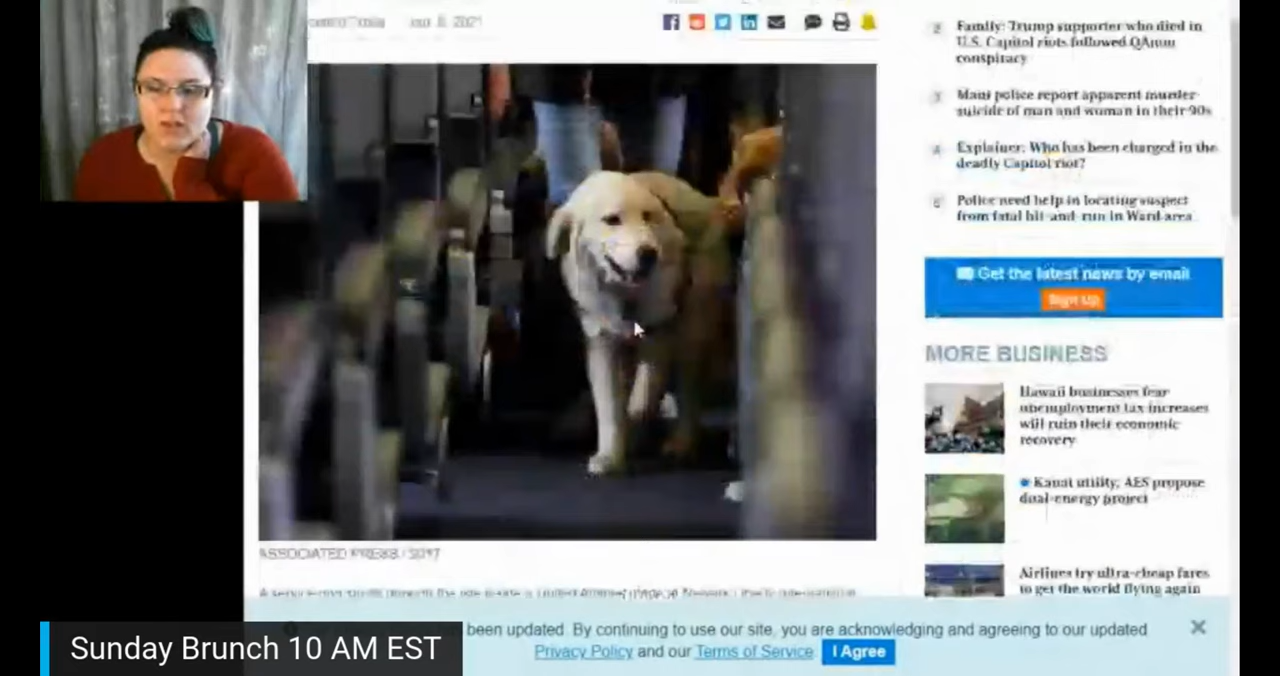 2021
2 Family: Trump supporter who died in
U.S. Capitol riots followed QAnon
conspiracy
3 Maui police report apparent murder-
suicide of man and woman in their 90s
4 Explainer: Who has been charged in the
deadly Capitol riot?
5 Police need help in locating suspect
from fatal hit-and-run in Ward area
Get the latest news by email
Sign Up
MORE BUSINESS
Hawaii businesses fear
unemployment tax increases
will ruin their economic
recovery
Kauai utility, AES propose
dual-energy project
Airlines try ultra-cheap fares
to get the world flying again
ASSOCIATED PRESS / 2017
been updated. By continuing to use our site, you are acknowledging and agreeing to our updated
Privacy Policy and our Terms of Service. I Agree
Sunday Brunch 10 AM EST